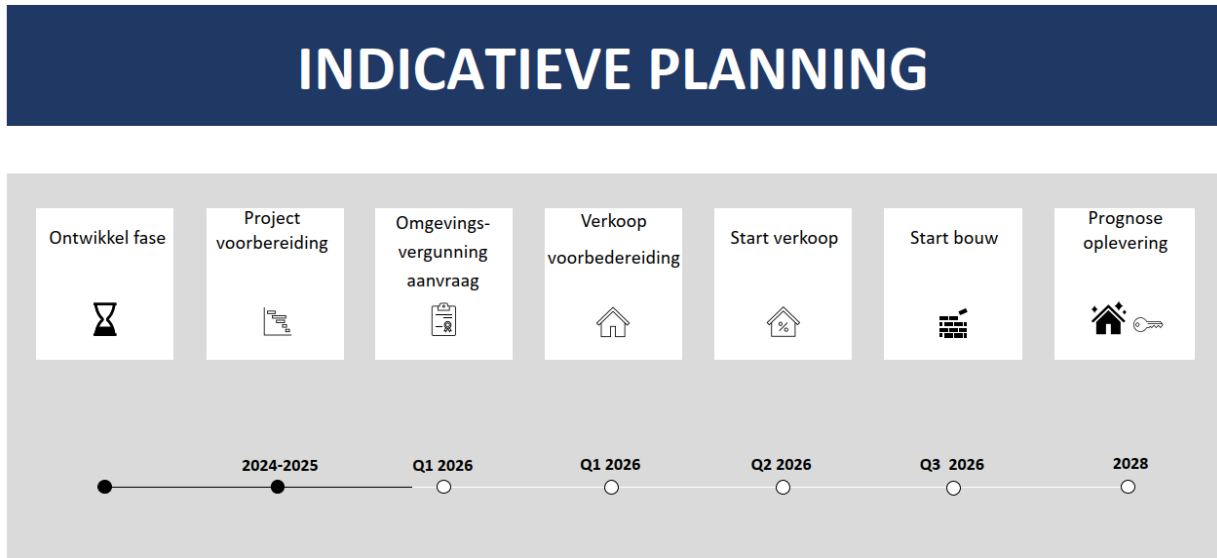 INDICATIEVE PLANNING
Ontwikkel fase
Project
voorbereiding
Omgevings-
vergunning
aanvraag
Verkoop
voorbedereiding
Start verkoop
Start bouw
Prognose
oplevering
%
2024-2025
Q1 2026
Q1 2026
Q2 2026
Q3 2026
2028